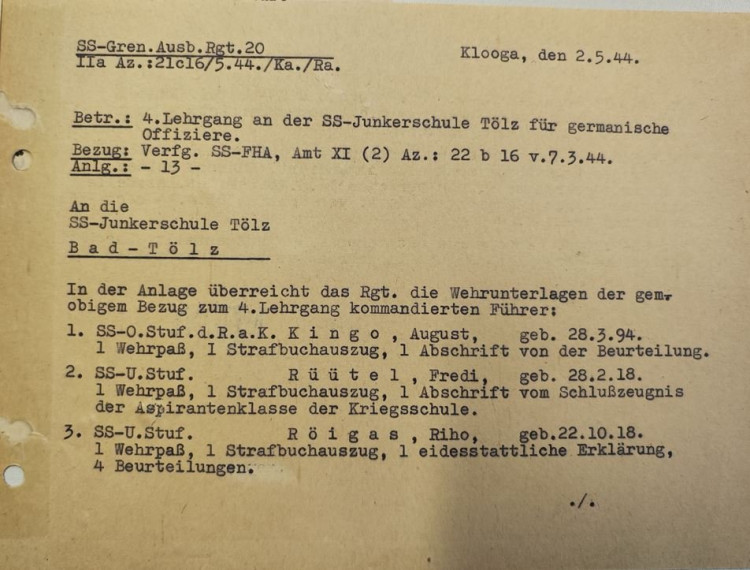 SS-Gren.Ausb.Rgt.20
IIa Az.:21c16/5.44./Ka./Ra.
Klooga, den 2.5.44.
Betr.: 4.Lehrgang an der SS-Junkerschule Tölz für germanische
Offiziere.
Bezug: Verfg. SS-FHA, Amt XI (2) Az.: 22 b 16 v.7.3.44.
Anlg.: - 13 -
An die
SS-Junkerschule Tölz
B a d - T ö l z
In der Anlage überreicht das Rgt. die Wehrunterlagen der gem.
obigem Bezug zum 4.Lehrgang kommandierten Führer:
1. SS-O.Stuf.d.R.a.K. K i n g o , August, geb. 28.3.94.
1 Wehrpaß, I Strafbuchauszug, 1 Abschrift von der Beurteilung.
2. SS-U.Stuf. R ü ü t e l , Fredi, geb. 28.2.18.
1 Wehrpaß, 1 Strafbuchauszug, 1 Abschrift vom Schlußzeugnis
der Aspirantenklasse der Kriegsschule.
3. SS-U.Stuf. R õ i g a s , Riho, geb.22.10.18.
1 Wehrpaß, 1 Strafbuchauszug, 1 eidesstattliche Erklärung,
4 Beurteilungen.
./.